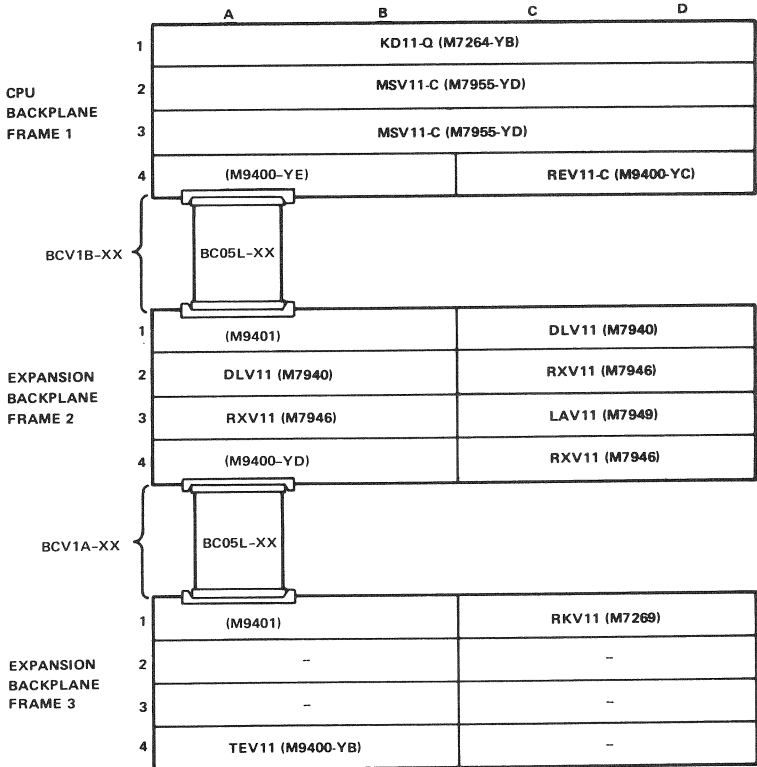 A B C D
1 KD11-Q (M7264-YB)
2 MSV11-C (M7955-YD)
CPU
BACKPLANE
FRAME 1
3 MSV11-C (M7955-YD)
4 (M9400-YE) REV11-C (M9400-YC)
BCV1B-XX BC05L-XX
1 (M9401) DLV11 (M7940)
EXPANSION
BACKPLANE
FRAME 2
2 DLV11 (M7940) RXV11 (M7946)
3 RXV11 (M7946) LAV11 (M7949)
4 (M9400-YD) RXV11 (M7946)
BCV1A-XX BC05L-XX
1 (M9401) RKV11 (M7269)
EXPANSION
BACKPLANE
FRAME 3
2 – –
3 – –
4 TEV11 (M9400-YB) –